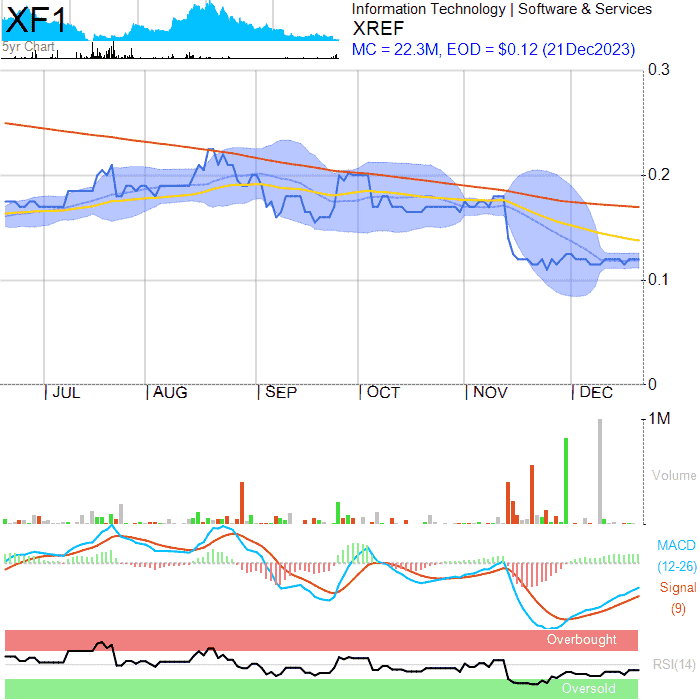 XF1
5yr Chart
Information Technology | Software & Services
XREF
MC = 22.3M, EOD = $0.12 (21Dec2023)
0.3
0.2
0.1
0
JUL AUG SEP OCT NOV DEC
1M
Volume
MACD
(12-26)
Signal
(9)
Overbought
RSI(14)
Oversold